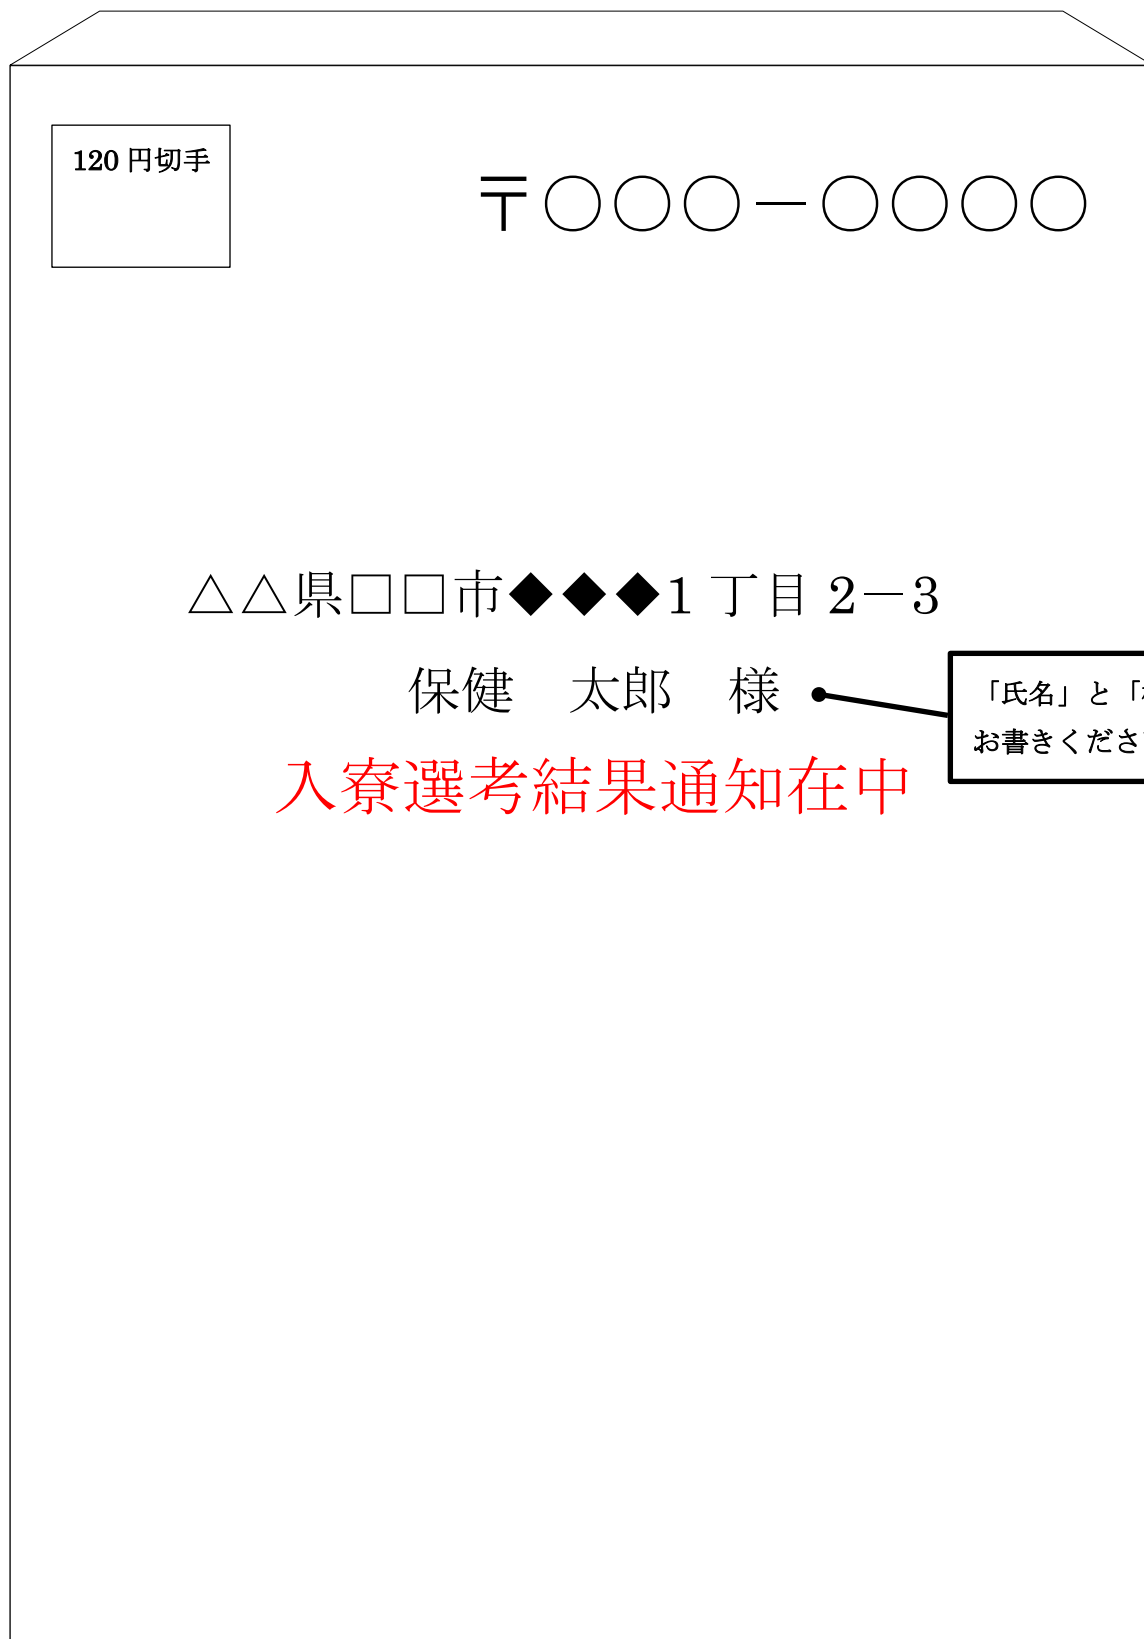 120 円切手
〒○○○－○○○○
△△県□□市◆◆◆1 丁目 2－3
保健　太郎　様
「氏名」と「
お書きくださ
入寮選考結果通知在中